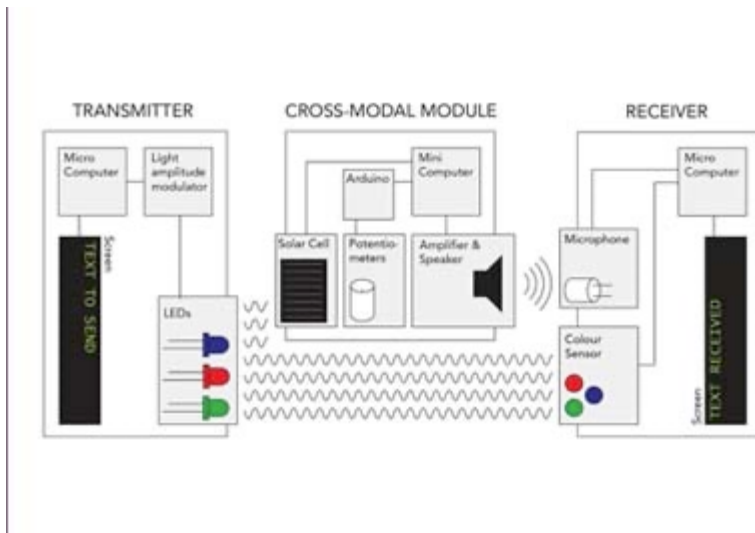 TRANSMITTER
Micro
Computer
Light
amplitude
modulator
Screen
TEXT TO SEND
LEDs
CROSS-MODAL MODULE
Arduino
Mini
Computer
Solar Cell
Potentio-
meters
Amplifier &
Speaker
RECEIVER
Micro
Computer
Microphone
Colour
Sensor
Screen
TEXT RECEIVED